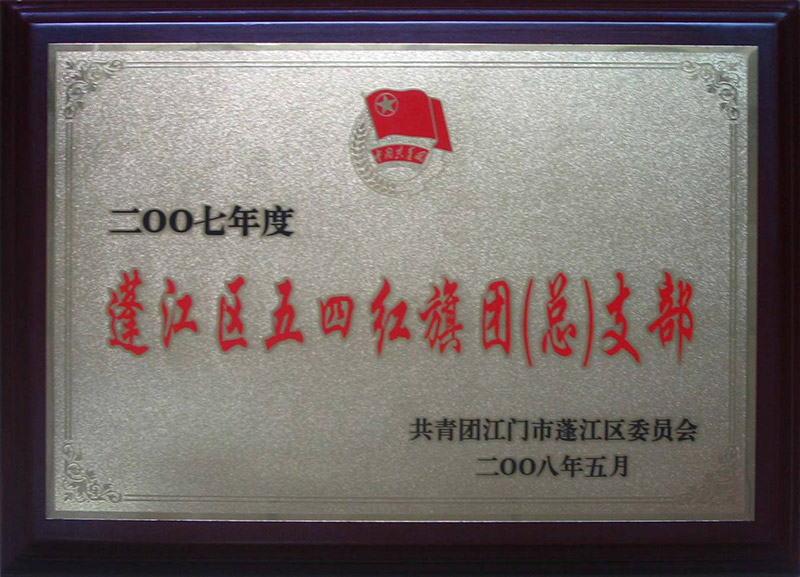 中国共青团
二OO七年度
蓬江区五四红旗团(总)支部
共青团江门市蓬江区委员会
二OO八年五月